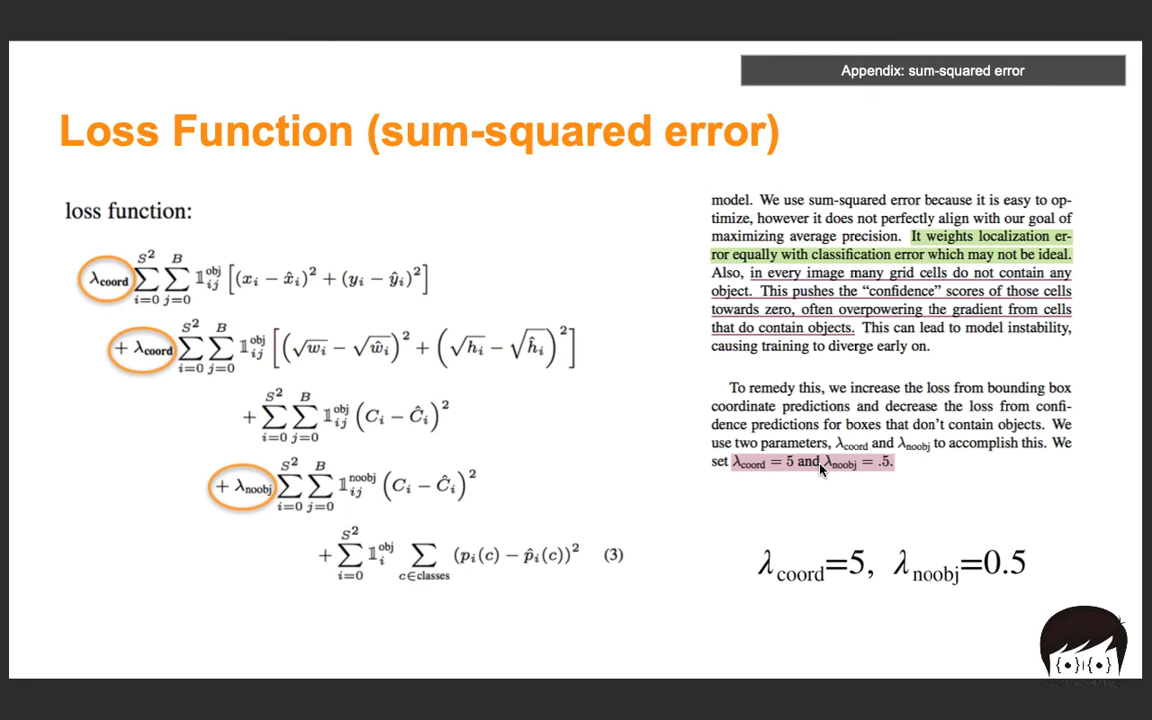 Appendix: sum-squared error
Loss Function (sum-squared error)
loss function:
λcoord ∑_{i=0}^{S²} ∑_{j=0}^{B} 𝟙_{ij}^{obj} [(x_i − x̂_i)² + (y_i − ŷ_i)²]
+ λcoord ∑_{i=0}^{S²} ∑_{j=0}^{B} 𝟙_{ij}^{obj} [(√w_i − √ŵ_i)² + (√h_i − √ĥ_i)²]
+ ∑_{i=0}^{S²} ∑_{j=0}^{B} 𝟙_{ij}^{obj} (C_i − Ĉ_i)²
+ λnoobj ∑_{i=0}^{S²} ∑_{j=0}^{B} 𝟙_{ij}^{noobj} (C_i − Ĉ_i)²
+ ∑_{i=0}^{S²} 𝟙_i^{obj} ∑_{c∈classes} (p_i(c) − p̂_i(c))² (3)
model. We use sum-squared error because it is easy to op-
timize, however it does not perfectly align with our goal of
maximizing average precision. It weights localization er-
ror equally with classification error which may not be ideal.
Also, in every image many grid cells do not contain any
object. This pushes the “confidence” scores of those cells
towards zero, often overpowering the gradient from cells
that do contain objects. This can lead to model instability,
causing training to diverge early on.
To remedy this, we increase the loss from bounding box
coordinate predictions and decrease the loss from confi-
dence predictions for boxes that don’t contain objects. We
use two parameters, λcoord and λnoobj to accomplish this. We
set λcoord = 5 and λnoobj = .5.
λcoord=5, λnoobj=0.5
{•}|{•}